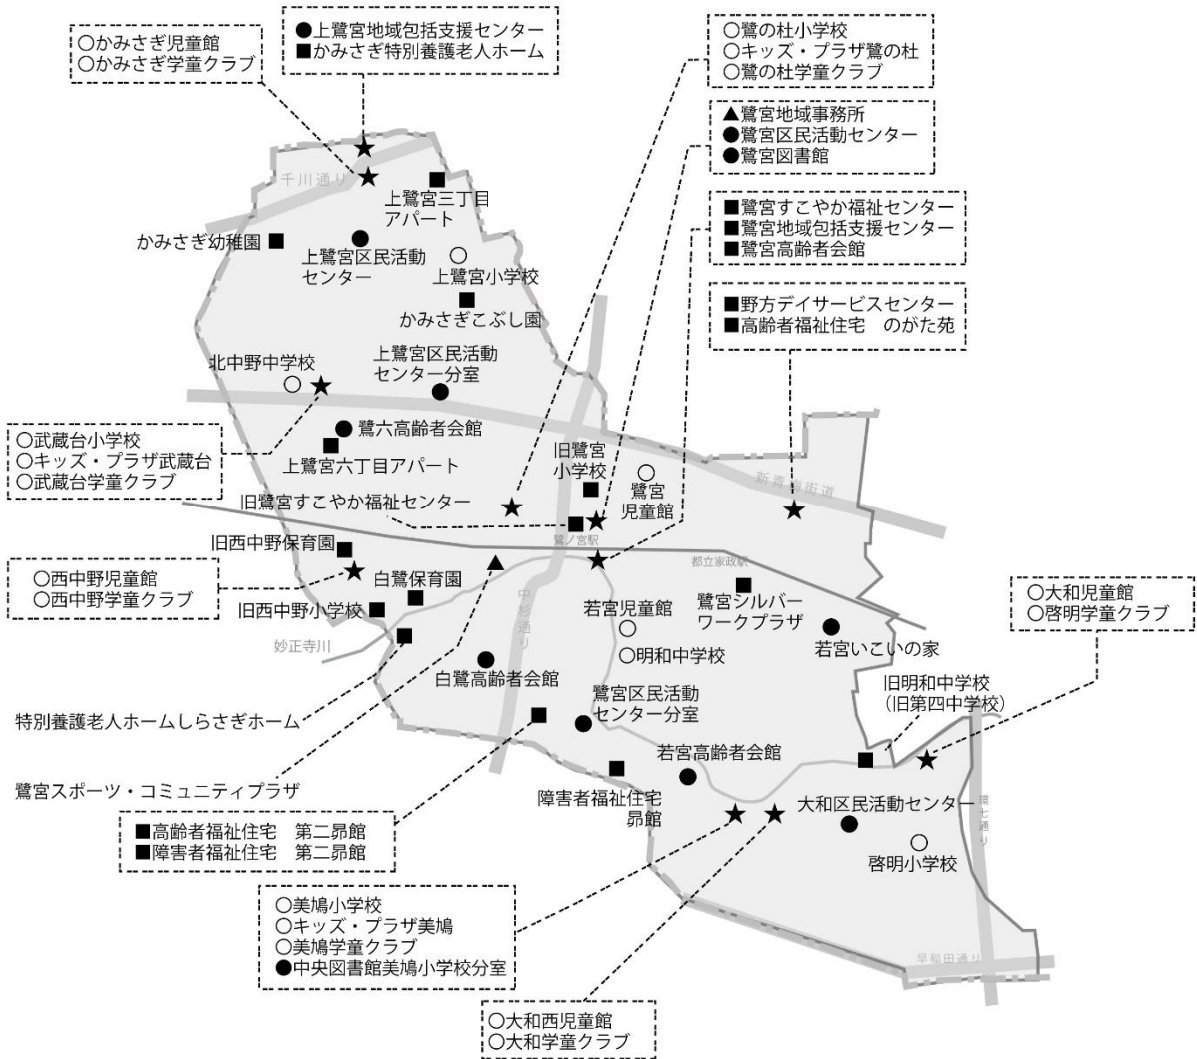 ○かみさぎ児童館
○かみさぎ学童クラブ
●上鷺宮地域包括支援センター
■かみさぎ特別養護老人ホーム
○鷺の杜小学校
○キッズ・プラザ鷺の杜
○鷺の杜学童クラブ
▲鷺宮地域事務所
●鷺宮区民活動センター
●鷺宮図書館
■鷺宮すこやか福祉センター
■鷺宮地域包括支援センター
■鷺宮高齢者会館
■野方デイサービスセンター
■高齢者福祉住宅　のがた苑
千川通り
上鷺宮三丁目
アパート
かみさぎ幼稚園
上鷺宮区民活動
センター
上鷺宮小学校
かみさぎこぶし園
北中野中学校
上鷺宮区民活動
センター分室
○武蔵台小学校
○キッズ・プラザ武蔵台
○武蔵台学童クラブ
鷺六高齢者会館
上鷺宮六丁目アパート
旧鷺宮
小学校
鷺宮
児童館
新青梅街道
旧鷺宮すこやか福祉センター
鷺ノ宮駅
都立家政駅
旧西中野保育園
○西中野児童館
○西中野学童クラブ
白鷺保育園
旧西中野小学校
妙正寺川
中杉通り
若宮児童館
明和中学校
鷺宮シルバー
ワークプラザ
若宮いこいの家
○大和児童館
○啓明学童クラブ
白鷺高齢者会館
鷺宮区民活動
センター分室
旧明和中学校
（旧第四中学校）
特別養護老人ホームしらさぎホーム
若宮高齢者会館
鷺宮スポーツ・コミュニティプラザ
障害者福祉住宅
昴館
大和区民活動センター
環七通り
■高齢者福祉住宅　第二昴館
■障害者福祉住宅　第二昴館
啓明小学校
○美鳩小学校
○キッズ・プラザ美鳩
○美鳩学童クラブ
●中央図書館美鳩小学校分室
早稲田通り
○大和西児童館
○大和学童クラブ